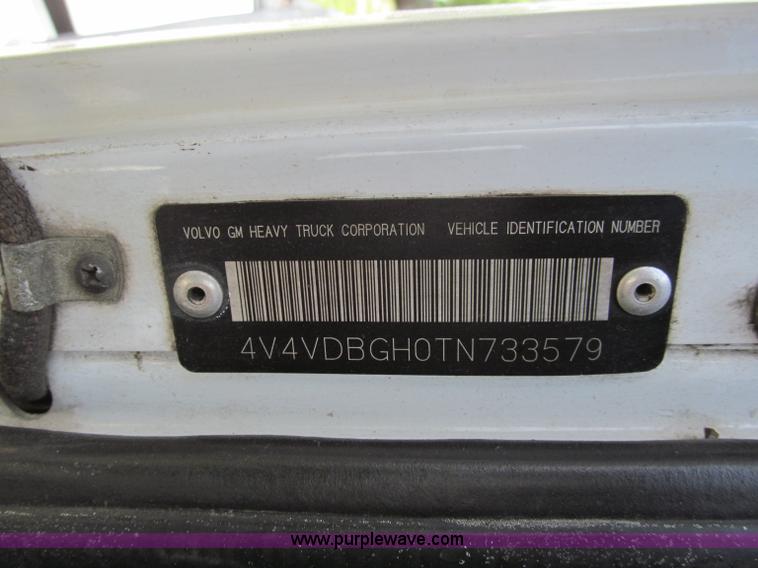 VOLVO GM HEAVY TRUCK CORPORATION VEHICLE IDENTIFICATION NUMBER
4V4VDBGH0TN733579
www.purplewave.com